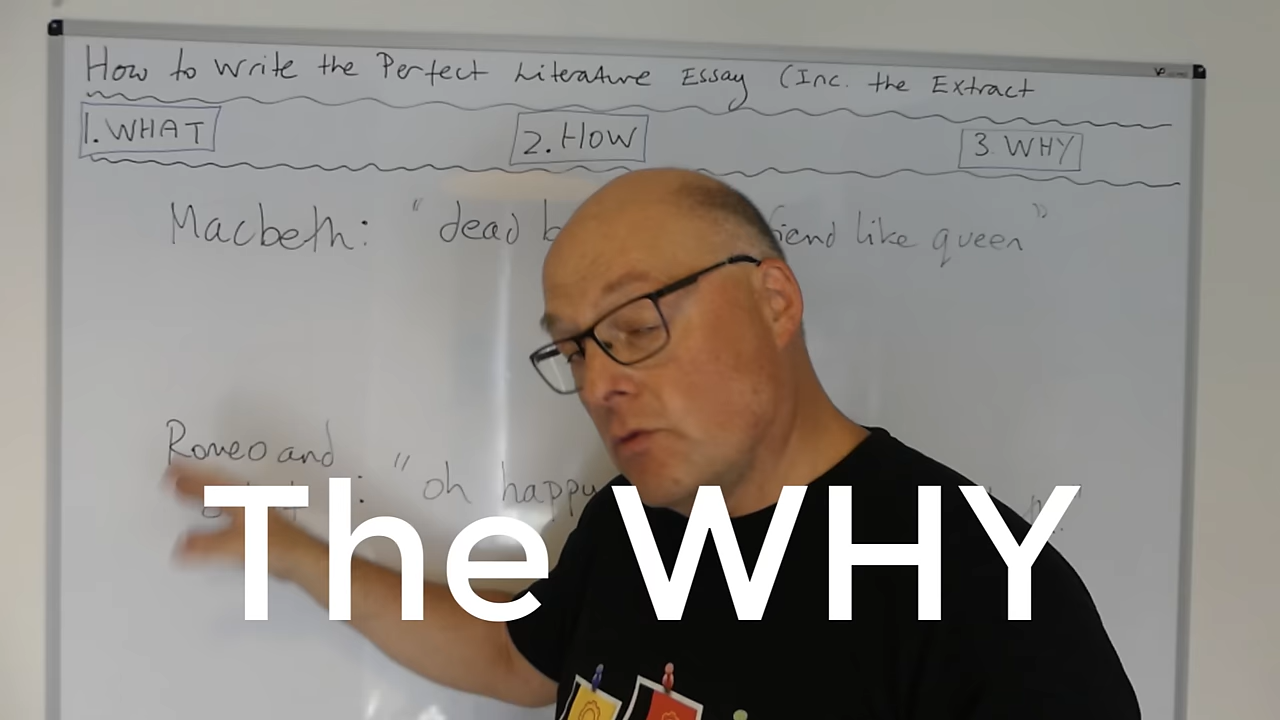 How to Write the Perfect Literature Essay (Inc. the Extract
1. WHAT
2. HOW
3 WHY
Macbeth: "dead b fiend like queen"
Romeo and
: "oh happy
The WHY